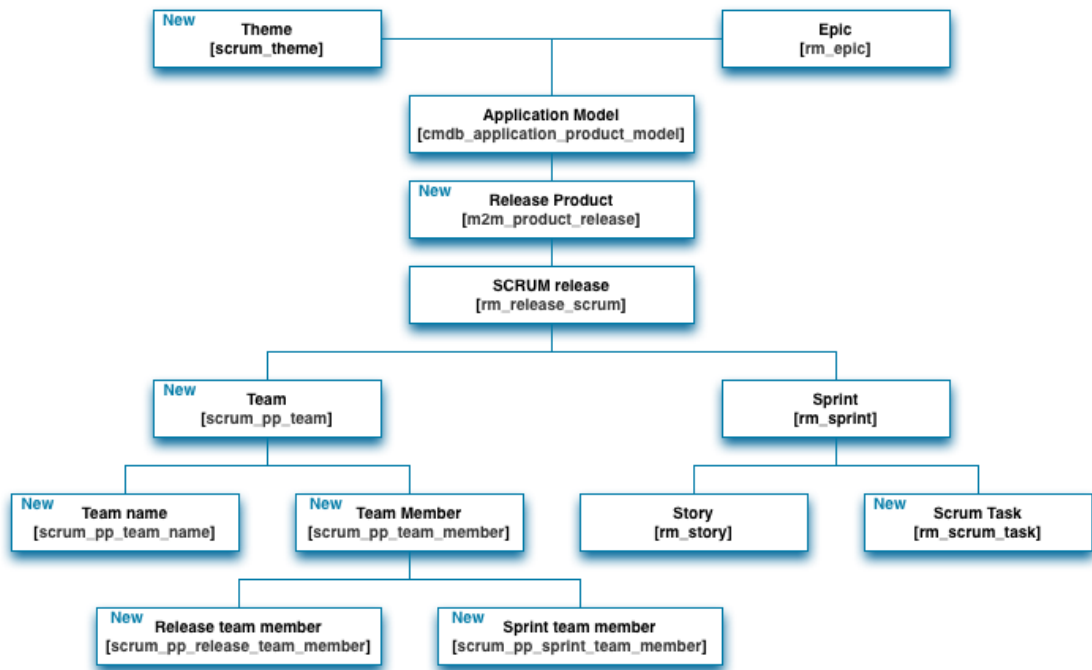 New
Theme
[scrum_theme]
Epic
[rm_epic]
Application Model
[cmdb_application_product_model]
New
Release Product
[m2m_product_release]
SCRUM release
[rm_release_scrum]
New
Team
[scrum_pp_team]
Sprint
[rm_sprint]
New
Team name
[scrum_pp_team_name]
New
Team Member
[scrum_pp_team_member]
Story
[rm_story]
New
Scrum Task
[rm_scrum_task]
New
Release team member
[scrum_pp_release_team_member]
New
Sprint team member
[scrum_pp_sprint_team_member]